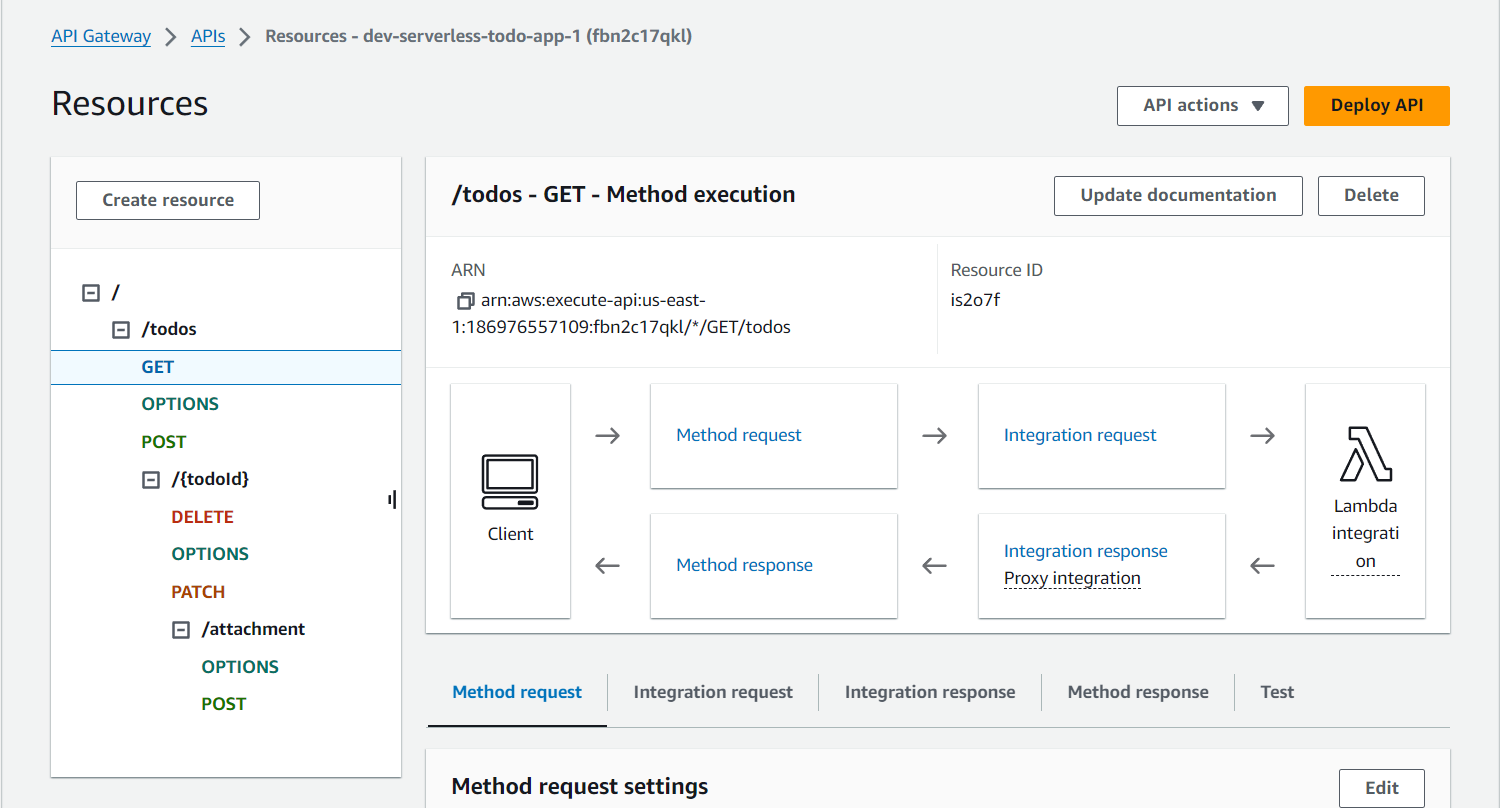 API Gateway > APIs > Resources - dev-serverless-todo-app-1 (fbn2c17qkl)
Resources
API actions ▼
Deploy API
Create resource
/
/todos
GET
OPTIONS
POST
/{todoId}
DELETE
OPTIONS
PATCH
/attachment
OPTIONS
POST
/todos - GET - Method execution
Update documentation
Delete
ARN
arn:aws:execute-api:us-east-
1:186976557109:fbn2c17qkl/*/GET/todos
Resource ID
is2o7f
Client
Method request
Integration request
Lambda
integrati
on
Method response
Integration response
Proxy integration
Method request
Integration request
Integration response
Method response
Test
Method request settings
Edit